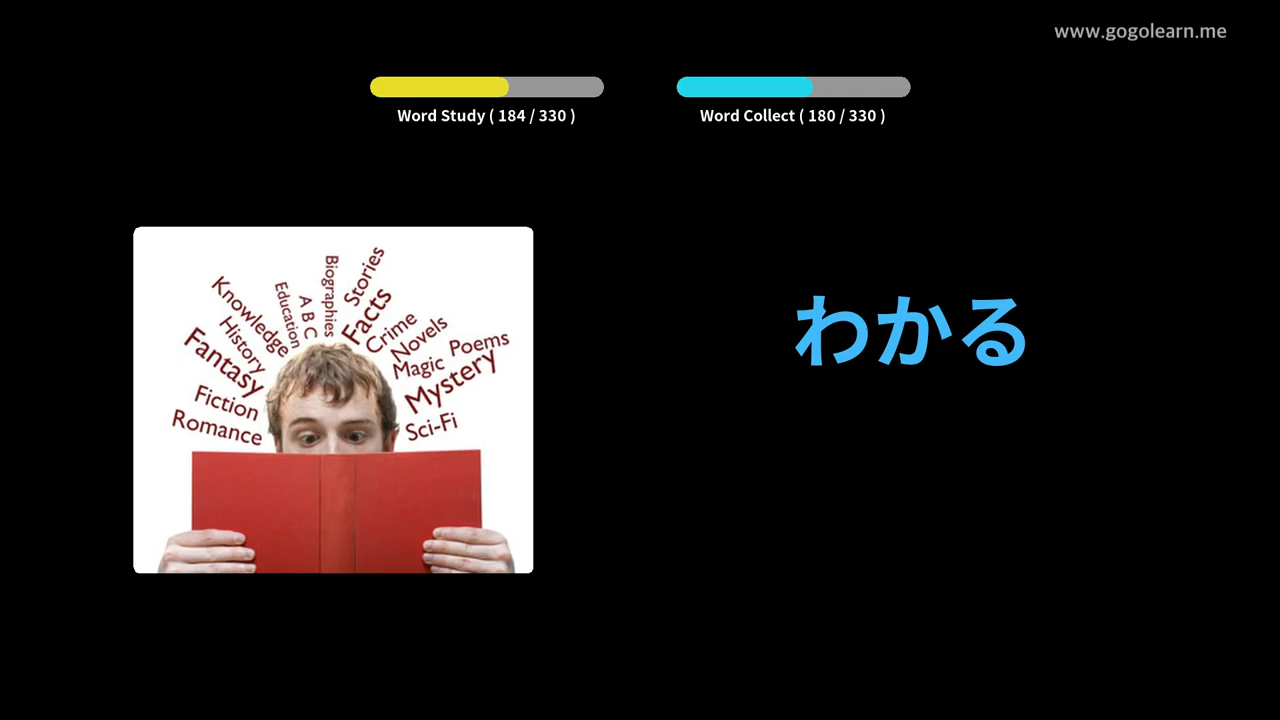 www.gogolearn.me
Word Study ( 184 / 330 )
Word Collect ( 180 / 330 )
わかる
Biographies
Stories
Education
A B C
Facts
Knowledge
Crime
History
Novels
Poems
Fantasy
Magic
Mystery
Fiction
Romance
Sci-Fi